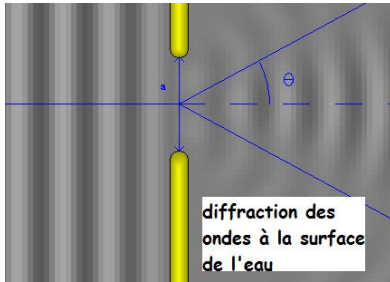 a
θ
diffraction des
ondes à la surface
de l'eau